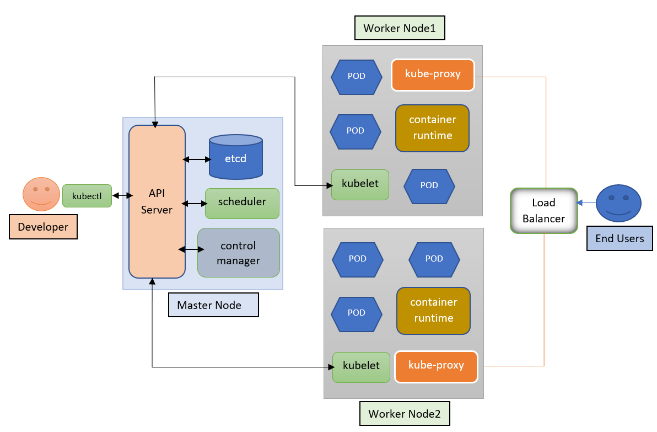 Worker Node1
POD
kube-proxy
POD
container
runtime
kubelet
POD
API
Server
etcd
scheduler
control
manager
Master Node
kubectl
Developer
Load
Balancer
End Users
POD
POD
POD
container
runtime
kubelet
kube-proxy
Worker Node2